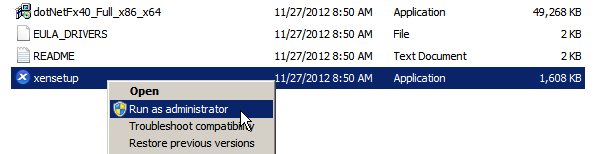 dotNetFx40_Full_x86_x64 11/27/2012 8:50 AM Application 49,268 KB
EULA_DRIVERS 11/27/2012 8:50 AM File 2 KB
README 11/27/2012 8:50 AM Text Document 2 KB
xensetup 11/27/2012 8:50 AM Application 1,608 KB
Open
Run as administrator
Troubleshoot compatibility
Restore previous versions